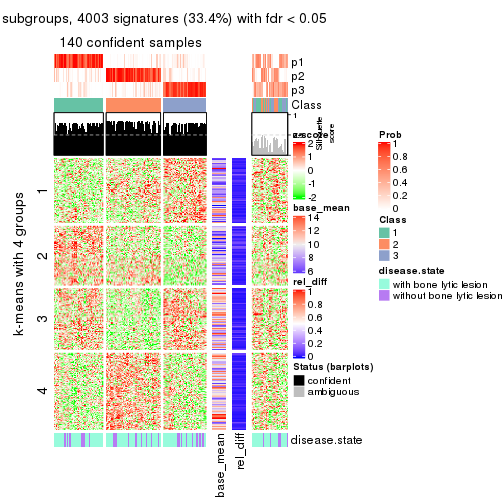 subgroups, 4003 signatures (33.4%) with fdr < 0.05
140 confident samples
p1
p2
p3
Class
1
0.5
0
Silhouette
score
k-means with 4 groups
1
2
3
4
z-score
2
1
0
-1
-2
base_mean
14
12
10
8
6
rel_diff
1
0.8
0.6
0.4
0.2
0
Status (barplots)
confident
ambiguous
Prob
1
0.8
0.6
0.4
0.2
0
Class
1
2
3
disease.state
with bone lytic lesion
without bone lytic lesion
disease.state
base_mean
rel_diff